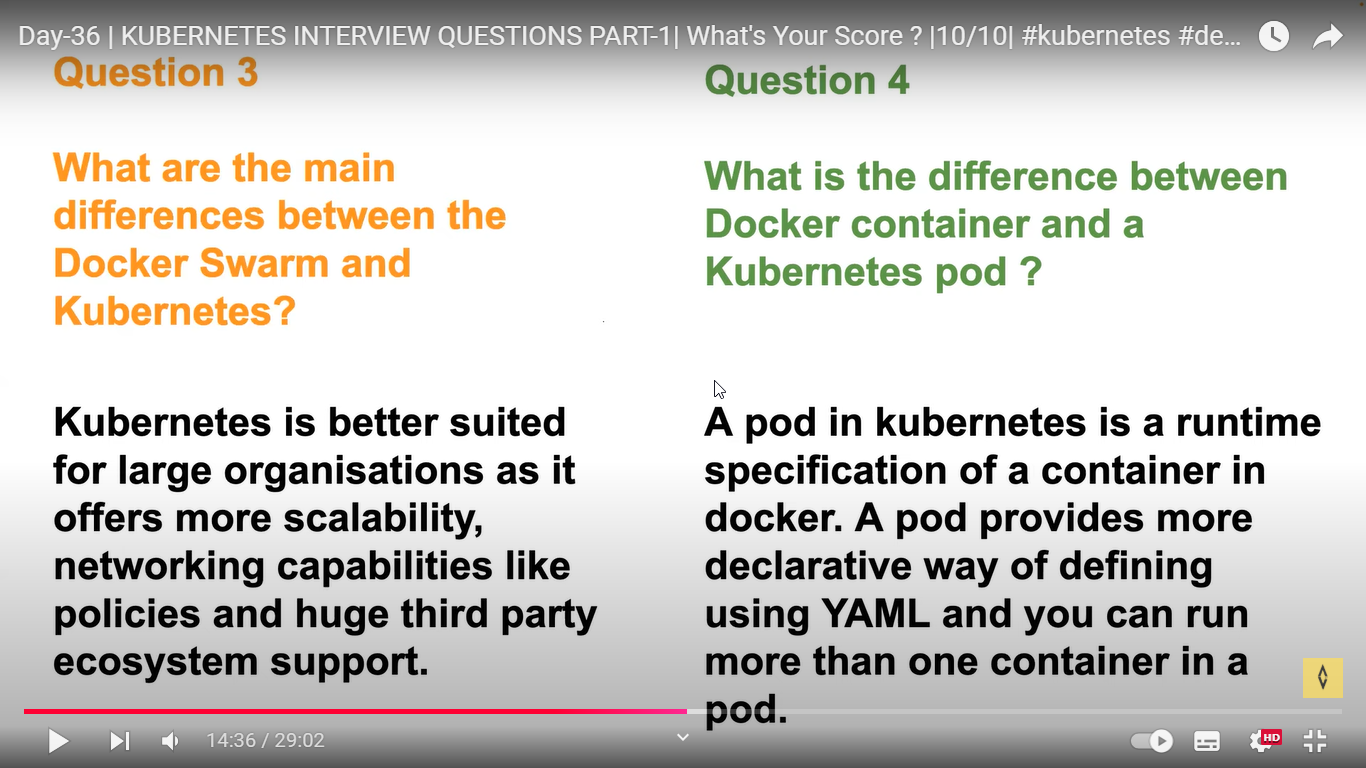 Day-36 | KUBERNETES INTERVIEW QUESTIONS PART-1| What's Your Score ? |10/10| #kubernetes #de...
Question 3
What are the main
differences between the
Docker Swarm and
Kubernetes?
Kubernetes is better suited
for large organisations as it
offers more scalability,
networking capabilities like
policies and huge third party
ecosystem support.
Question 4
What is the difference between
Docker container and a
Kubernetes pod ?
A pod in kubernetes is a runtime
specification of a container in
docker. A pod provides more
declarative way of defining
using YAML and you can run
more than one container in a
pod.
14:36 / 29:02
HD